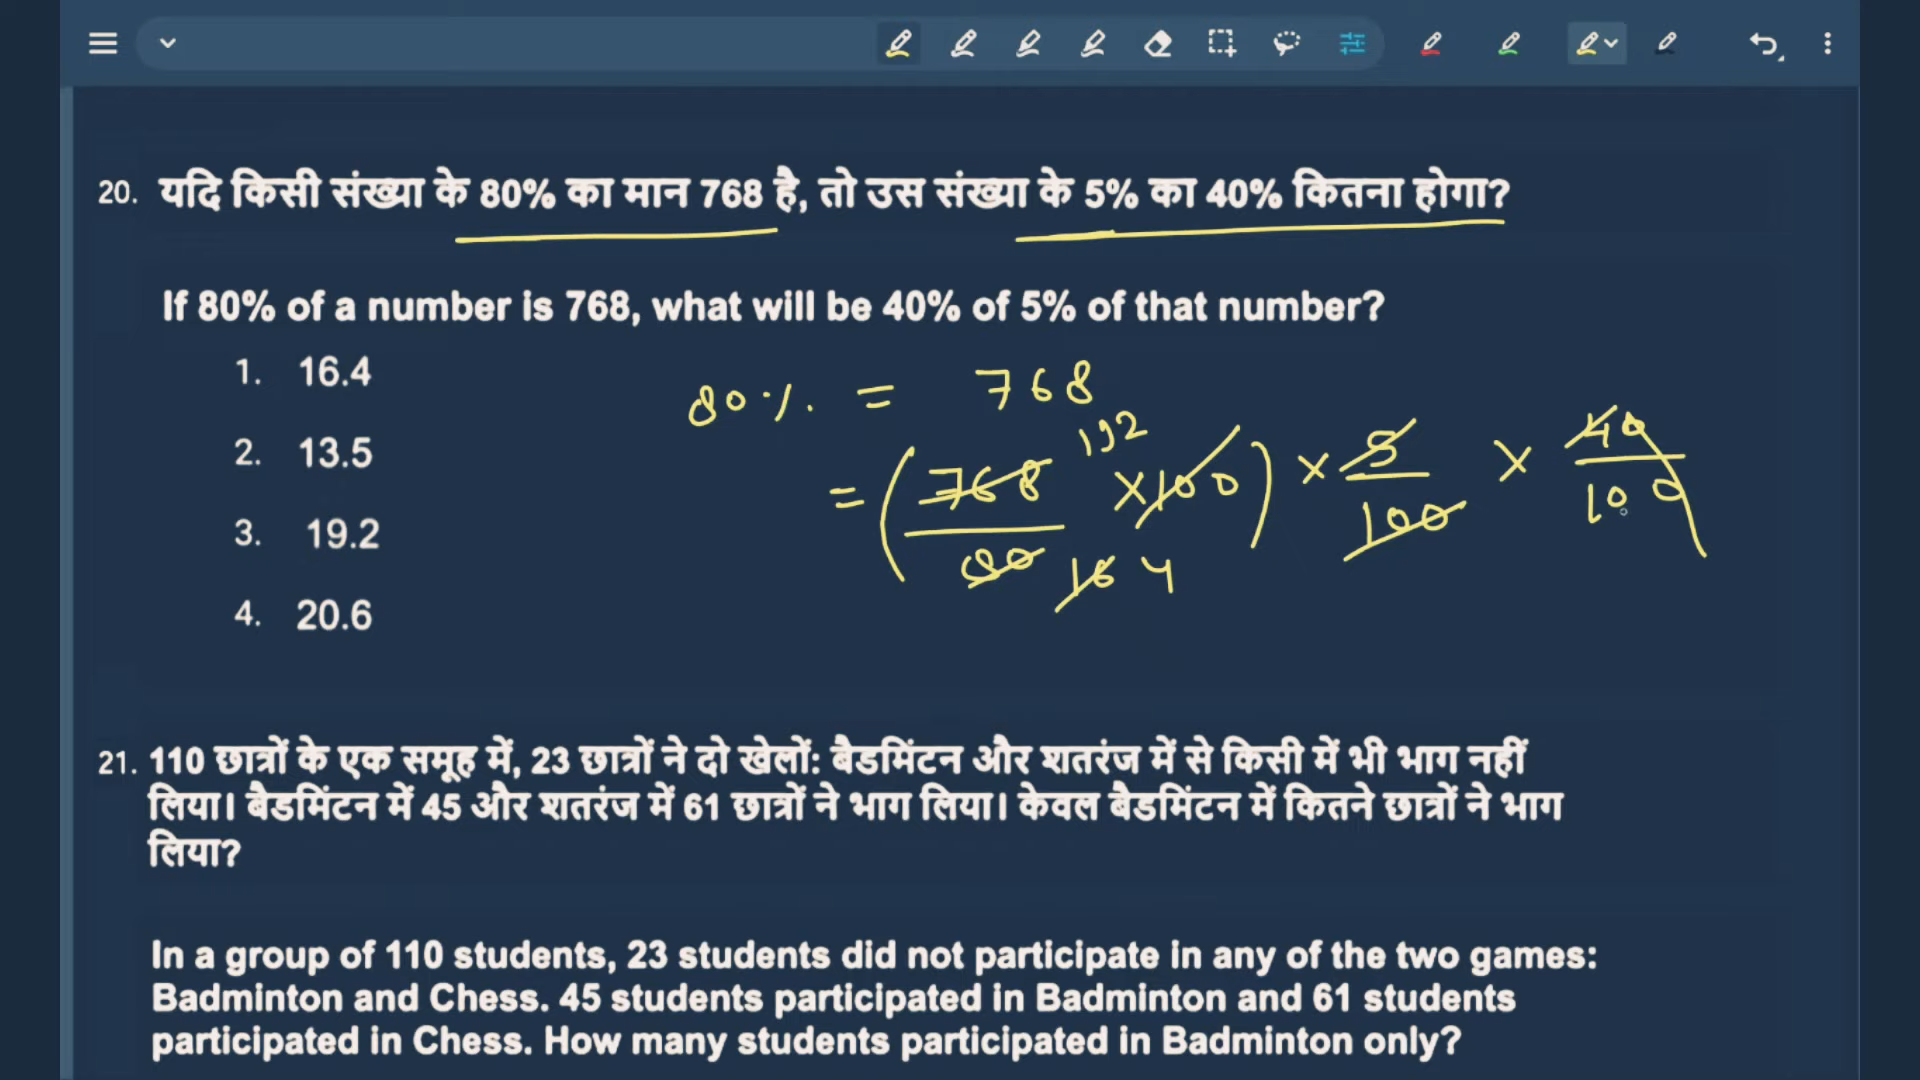 20. यदि किसी संख्या के 80% का मान 768 है, तो उस संख्या के 5% का 40% कितना होगा?
If 80% of a number is 768, what will be 40% of 5% of that number?
1. 16.4
2. 13.5
3. 19.2
4. 20.6
80% = 768
192
= (768/80 × 100) × 5/100 × 40/100
16 4
21. 110 छात्रों के एक समूह में, 23 छात्रों ने दो खेलों: बैडमिंटन और शतरंज में से किसी में भी भाग नहीं
लिया। बैडमिंटन में 45 और शतरंज में 61 छात्रों ने भाग लिया। केवल बैडमिंटन में कितने छात्रों ने भाग
लिया?
In a group of 110 students, 23 students did not participate in any of the two games:
Badminton and Chess. 45 students participated in Badminton and 61 students
participated in Chess. How many students participated in Badminton only?